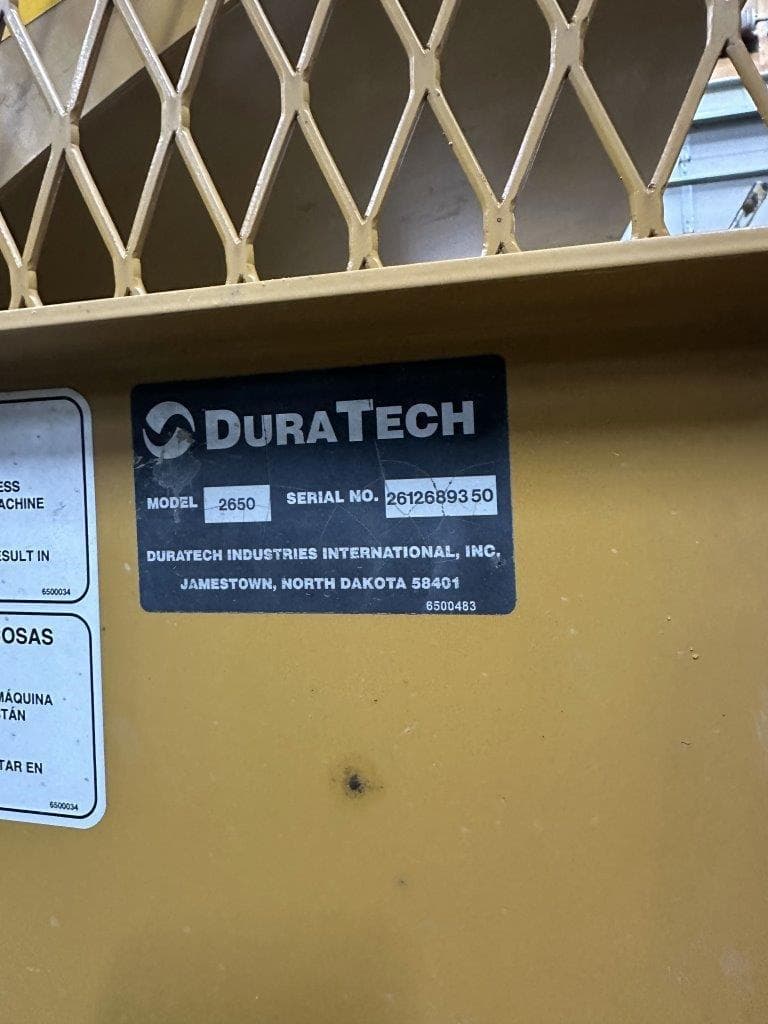 ESS
ACHINE
ESULT IN
6500034
OSAS
MÁQUINA
TÁN
TAR EN
6500034
DURATECH
MODEL 2650 SERIAL NO. 2612689350
DURATECH INDUSTRIES INTERNATIONAL, INC.
JAMESTOWN, NORTH DAKOTA 58401
6500483